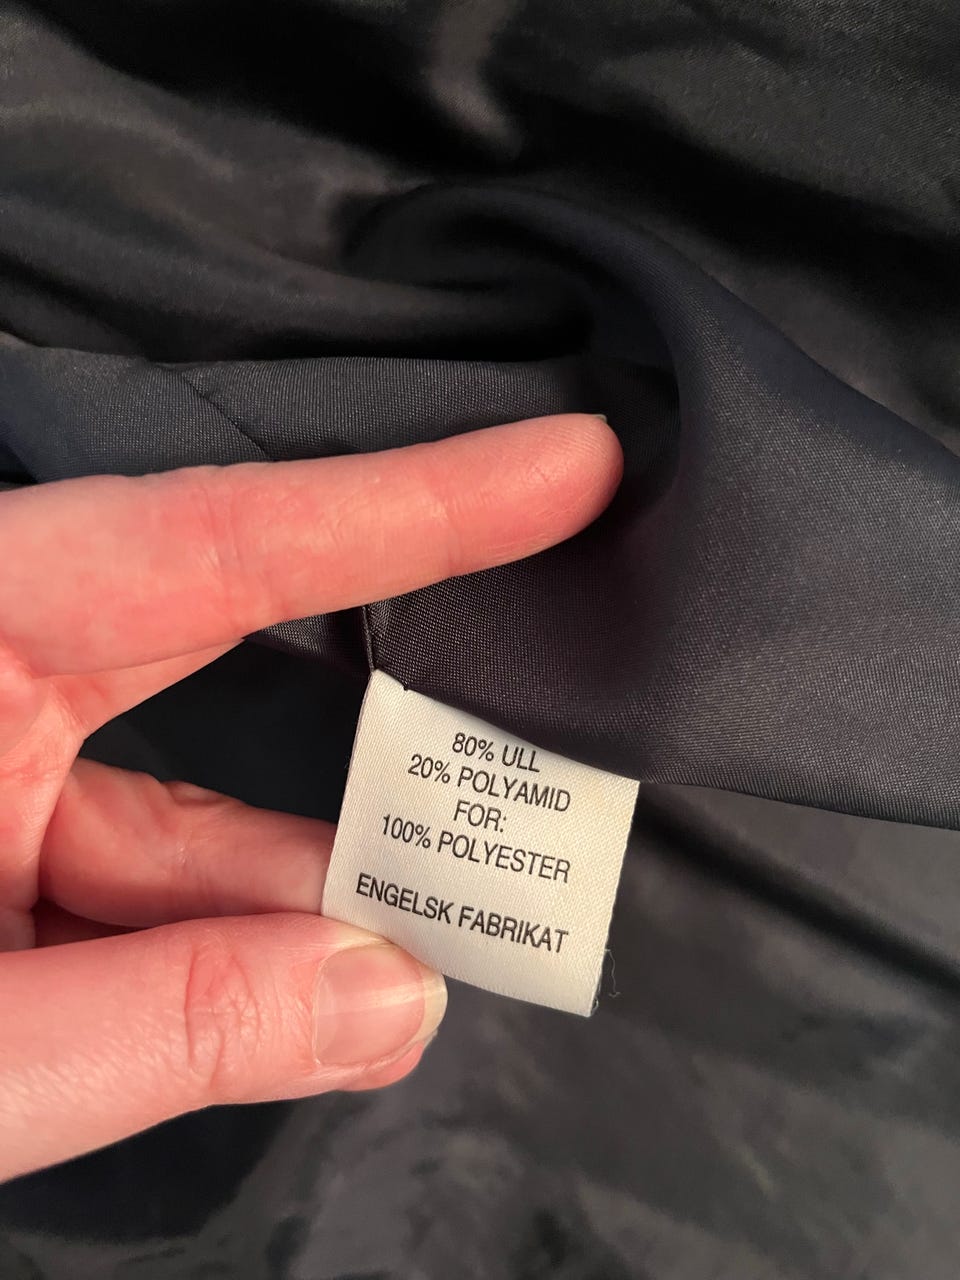 80% ULL
20% POLYAMID
FOR:
100% POLYESTER
ENGELSK FABRIKAT